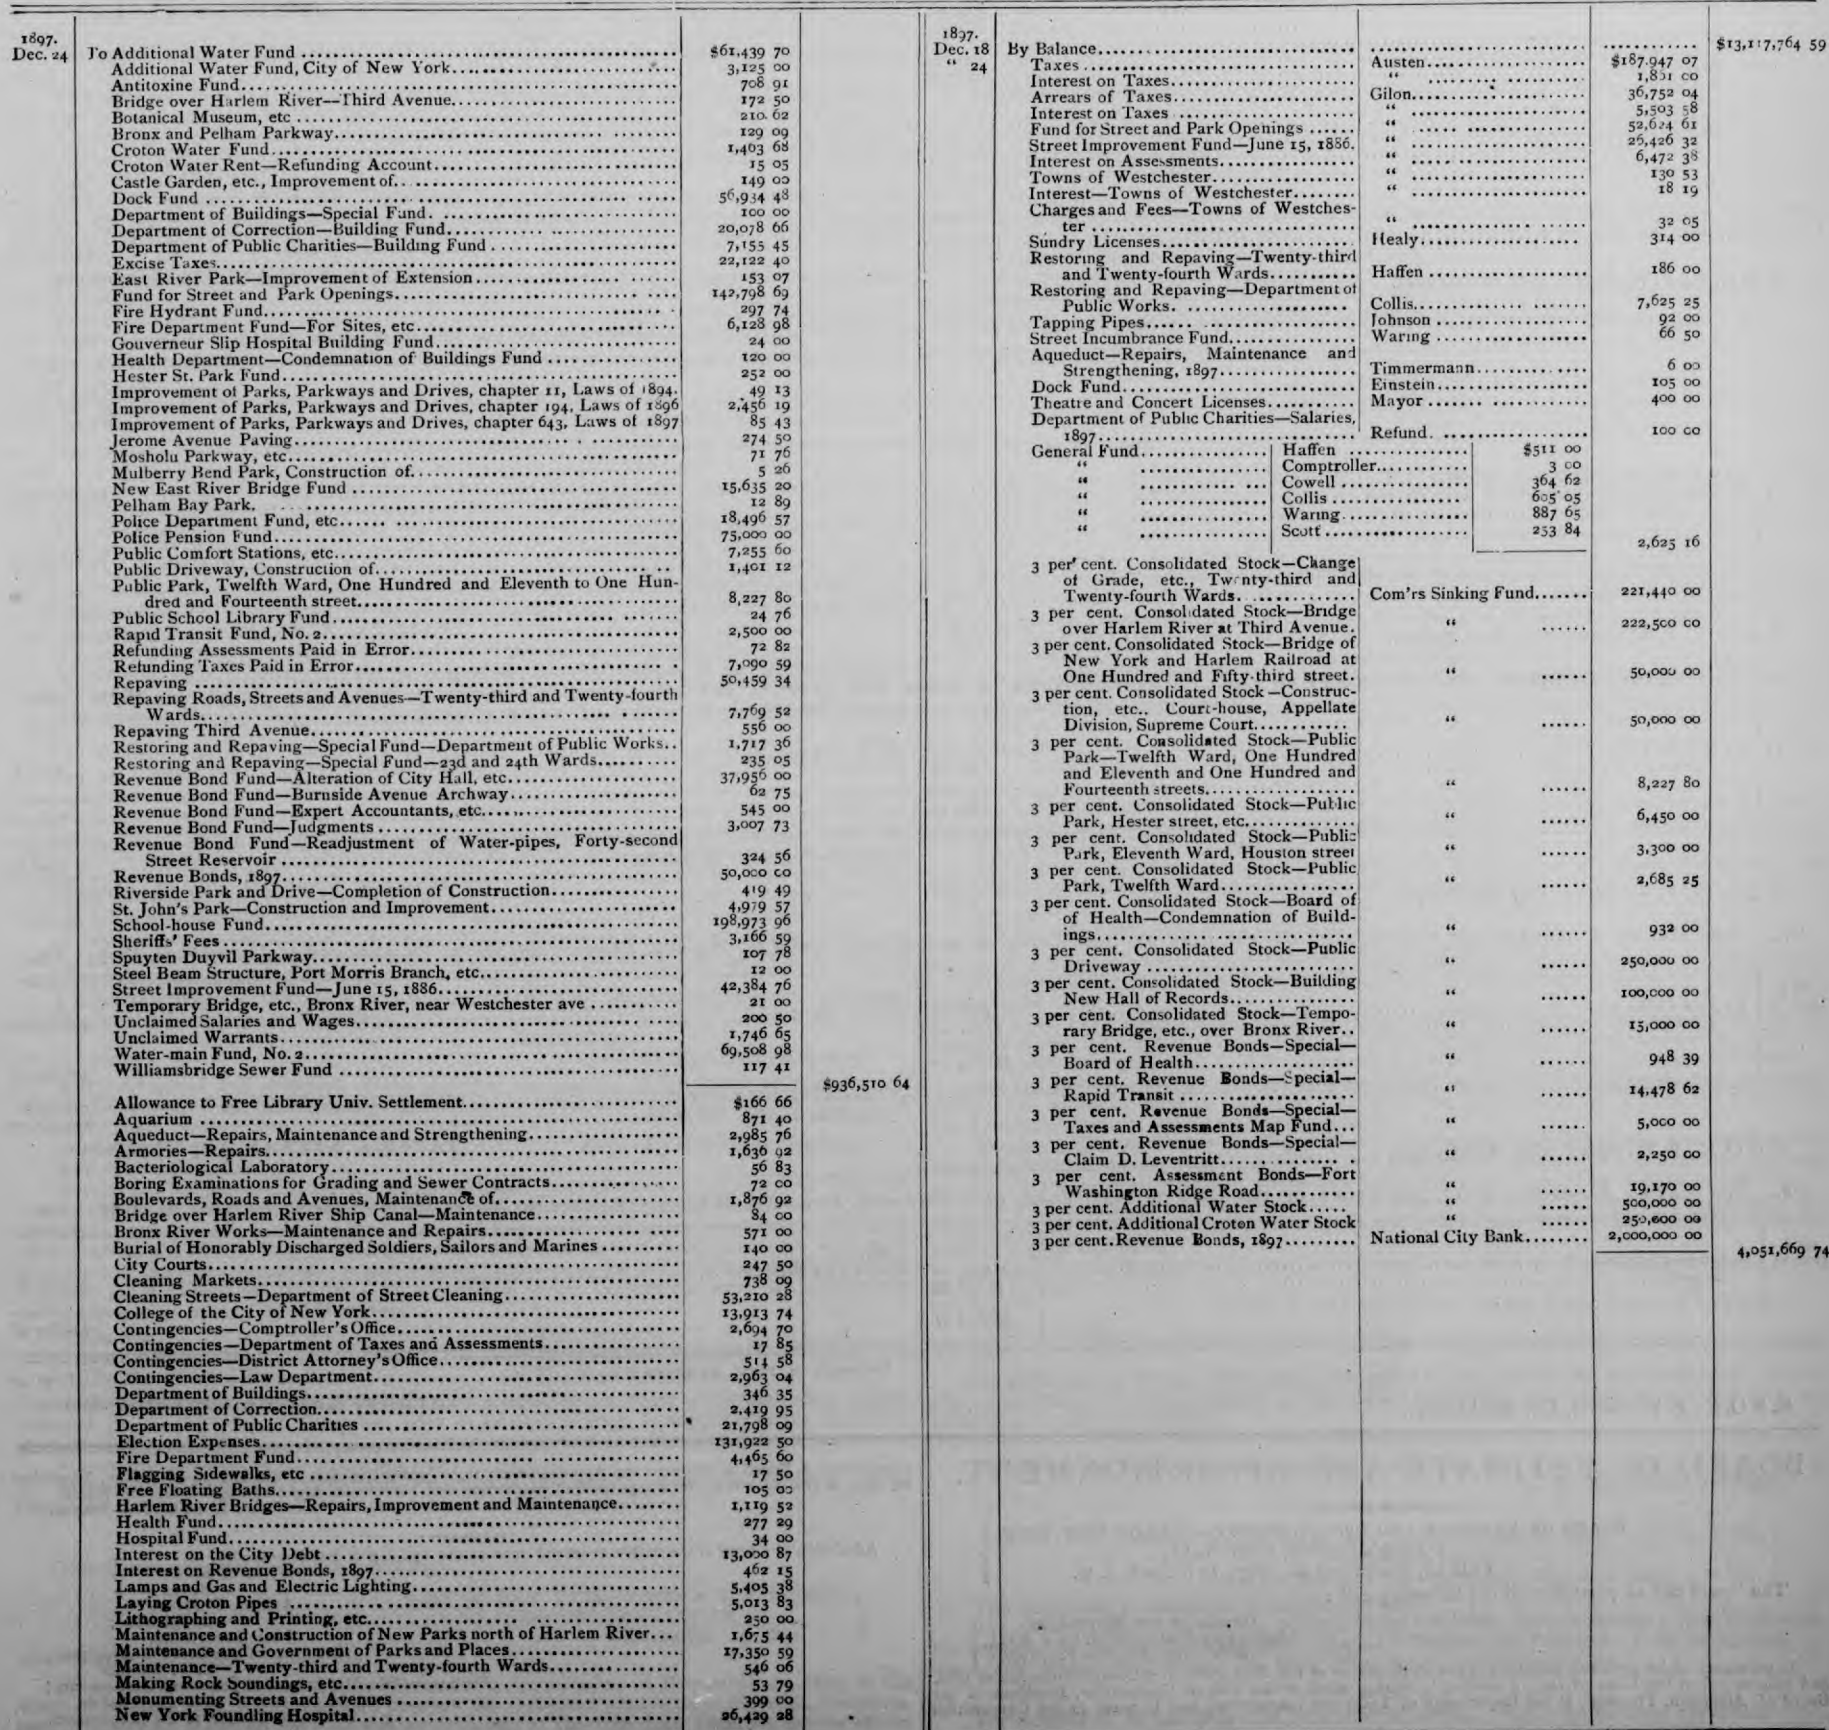 1897.
Dec. 24 To Additional Water Fund $61,439 70
Additional Water Fund, City of New York 3,125 00
Antitoxine Fund 708 91
Bridge over Harlem River—Third Avenue 172 50
Botanical Museum, etc 210 62
Bronx and Pelham Parkway 129 09
Croton Water Fund 1,403 68
Croton Water Rent—Refunding Account 15 05
Castle Garden, etc., Improvement of 149 00
Dock Fund 56,934 48
Department of Buildings—Special Fund 100 00
Department of Correction—Building Fund 20,078 66
Department of Public Charities—Building Fund 7,155 45
Excise Taxes 22,122 40
East River Park—Improvement of Extension 153 07
Fund for Street and Park Openings 142,798 69
Fire Hydrant Fund 297 74
Fire Department Fund—For Sites, etc 6,128 98
Gouverneur Slip Hospital Building Fund 24 00
Health Department—Condemnation of Buildings Fund 120 00
Hester St. Park Fund 252 00
Improvement of Parks, Parkways and Drives, chapter 11, Laws of 1894. 49 13
Improvement of Parks, Parkways and Drives, chapter 194, Laws of 1896 2,456 19
Improvement of Parks, Parkways and Drives, chapter 643, Laws of 1897 85 43
Jerome Avenue Paving 274 50
Mosholu Parkway, etc 71 76
Mulberry Bend Park, Construction of 5 26
New East River Bridge Fund 15,635 20
Pelham Bay Park. 12 89
Police Department Fund, etc 18,496 57
Police Pension Fund 75,000 00
Public Comfort Stations, etc 7,255 60
Public Driveway, Construction of 1,401 12
Public Park, Twelfth Ward, One Hundred and Eleventh to One Hun-
dred and Fourteenth street 8,227 80
Public School Library Fund 24 76
Rapid Transit Fund, No. 2 2,500 00
Refunding Assessments Paid in Error 72 82
Refunding Taxes Paid in Error 7,090 59
Repaving 50,459 34
Repaving Roads, Streets and Avenues—Twenty-third and Twenty-fourth
Wards 7,769 52
Repaving Third Avenue 556 00
Restoring and Repaving—Special Fund—Department of Public Works 1,717 36
Restoring and Repaving—Special Fund—23d and 24th Wards 235 05
Revenue Bond Fund—Alteration of City Hall, etc 37,956 00
Revenue Bond Fund—Burnside Avenue Archway 62 75
Revenue Bond Fund—Expert Accountants, etc 545 00
Revenue Bond Fund—Judgments 3,007 73
Revenue Bond Fund—Readjustment of Water-pipes, Forty-second
Street Reservoir 324 56
Revenue Bonds, 1897 50,000 00
Riverside Park and Drive—Completion of Construction 419 49
St. John's Park—Construction and Improvement 4,979 57
School-house Fund 198,973 96
Sheriffs' Fees 3,166 59
Spuyten Duyvil Parkway 107 78
Steel Beam Structure, Port Morris Branch, etc 12 00
Street Improvement Fund—June 15, 1886 42,384 76
Temporary Bridge, etc., Bronx River, near Westchester ave 21 00
Unclaimed Salaries and Wages 200 50
Unclaimed Warrants 1,746 65
Water-main Fund, No. 2 69,508 98
Williamsbridge Sewer Fund 117 41
$936,510 64
Allowance to Free Library Univ. Settlement $166 66
Aquarium 871 40
Aqueduct—Repairs, Maintenance and Strengthening 2,985 76
Armories—Repairs 1,636 92
Bacteriological Laboratory 56 83
Boring Examinations for Grading and Sewer Contracts 72 00
Boulevards, Roads and Avenues, Maintenance of 1,876 92
Bridge over Harlem River Ship Canal—Maintenance 84 00
Bronx River Works—Maintenance and Repairs 571 00
Burial of Honorably Discharged Soldiers, Sailors and Marines 140 00
City Courts 247 50
Cleaning Markets 738 09
Cleaning Streets—Department of Street Cleaning 53,210 28
College of the City of New York 13,913 74
Contingencies—Comptroller's Office 2,694 70
Contingencies—Department of Taxes and Assessments 17 85
Contingencies—District Attorney's Office 514 58
Contingencies—Law Department 2,963 04
Department of Buildings 346 35
Department of Correction 2,419 95
Department of Public Charities 21,798 09
Election Expenses 131,922 50
Fire Department Fund 4,465 60
Flagging Sidewalks, etc 17 50
Free Floating Baths 105 00
Harlem River Bridges—Repairs, Improvement and Maintenance 1,119 52
Health Fund 277 29
Hospital Fund 34 00
Interest on the City Debt 13,000 87
Interest on Revenue Bonds, 1897 462 15
Lamps and Gas and Electric Lighting 5,405 38
Laying Croton Pipes 5,013 83
Lithographing and Printing, etc 250 00
Maintenance and Construction of New Parks north of Harlem River 1,675 44
Maintenance and Government of Parks and Places 17,350 59
Maintenance—Twenty-third and Twenty-fourth Wards 546 06
Making Rock Soundings, etc 53 79
Monumenting Streets and Avenues 399 00
New York Foundling Hospital 26,429 28
1897.
Dec. 18 By Balance $13,117,764 59
" 24 Taxes Austen $187,947 07
Interest on Taxes " 1,801 00
Arrears of Taxes Gilon 36,752 04
Interest on Taxes " 5,503 58
Fund for Street and Park Openings " 52,624 61
Street Improvement Fund—June 15, 1886. " 26,426 32
Interest on Assessments " 6,472 38
Towns of Westchester " 130 53
Interest—Towns of Westchester " 18 19
Charges and Fees—Towns of Westches-
ter " 32 05
Sundry Licenses Healy 314 00
Restoring and Repaving—Twenty-third
and Twenty-fourth Wards Haffen 186 00
Restoring and Repaving—Department of
Public Works. Collis 7,625 25
Tapping Pipes Johnson 92 00
Street Incumbrance Fund Waring 66 50
Aqueduct—Repairs, Maintenance and
Strengthening, 1897 Timmermann 6 00
Dock Fund Einstein 105 00
Theatre and Concert Licenses Mayor 400 00
Department of Public Charities—Salaries,
1897 Refund. 100 00
General Fund Haffen $511 00
" Comptroller 3 00
" Cowell 364 62
" Collis 605 05
" Waring 887 65
" Scott 253 84
2,625 16
3 per cent. Consolidated Stock—Change
of Grade, etc., Twenty-third and
Twenty-fourth Wards. Com'rs Sinking Fund 221,440 00
3 per cent. Consolidated Stock—Bridge
over Harlem River at Third Avenue. " 222,500 00
3 per cent. Consolidated Stock—Bridge of
New York and Harlem Railroad at
One Hundred and Fifty-third street. " 50,000 00
3 per cent. Consolidated Stock—Construc-
tion, etc., Court-house, Appellate
Division, Supreme Court " 50,000 00
3 per cent. Consolidated Stock—Public
Park—Twelfth Ward, One Hundred
and Eleventh and One Hundred and
Fourteenth streets " 8,227 80
3 per cent. Consolidated Stock—Public
Park, Hester street, etc " 6,450 00
3 per cent. Consolidated Stock—Public
Park, Eleventh Ward, Houston street " 3,300 00
3 per cent. Consolidated Stock—Public
Park, Twelfth Ward " 2,685 25
3 per cent. Consolidated Stock—Board of
of Health—Condemnation of Build-
ings " 932 00
3 per cent. Consolidated Stock—Public
Driveway " 250,000 00
3 per cent. Consolidated Stock—Building
New Hall of Records " 100,000 00
3 per cent. Consolidated Stock—Tempo-
rary Bridge, etc., over Bronx River " 15,000 00
3 per cent. Revenue Bonds—Special—
Board of Health " 948 39
3 per cent. Revenue Bonds—Special—
Rapid Transit " 14,478 62
3 per cent. Revenue Bonds—Special—
Taxes and Assessments Map Fund " 5,000 00
3 per cent. Revenue Bonds—Special—
Claim D. Leventritt " 2,250 00
3 per cent. Assessment Bonds—Fort
Washington Ridge Road " 19,170 00
3 per cent. Additional Water Stock " 500,000 00
3 per cent. Additional Croton Water Stock " 250,000 00
3 per cent. Revenue Bonds, 1897 National City Bank 2,000,000 00
4,051,669 74